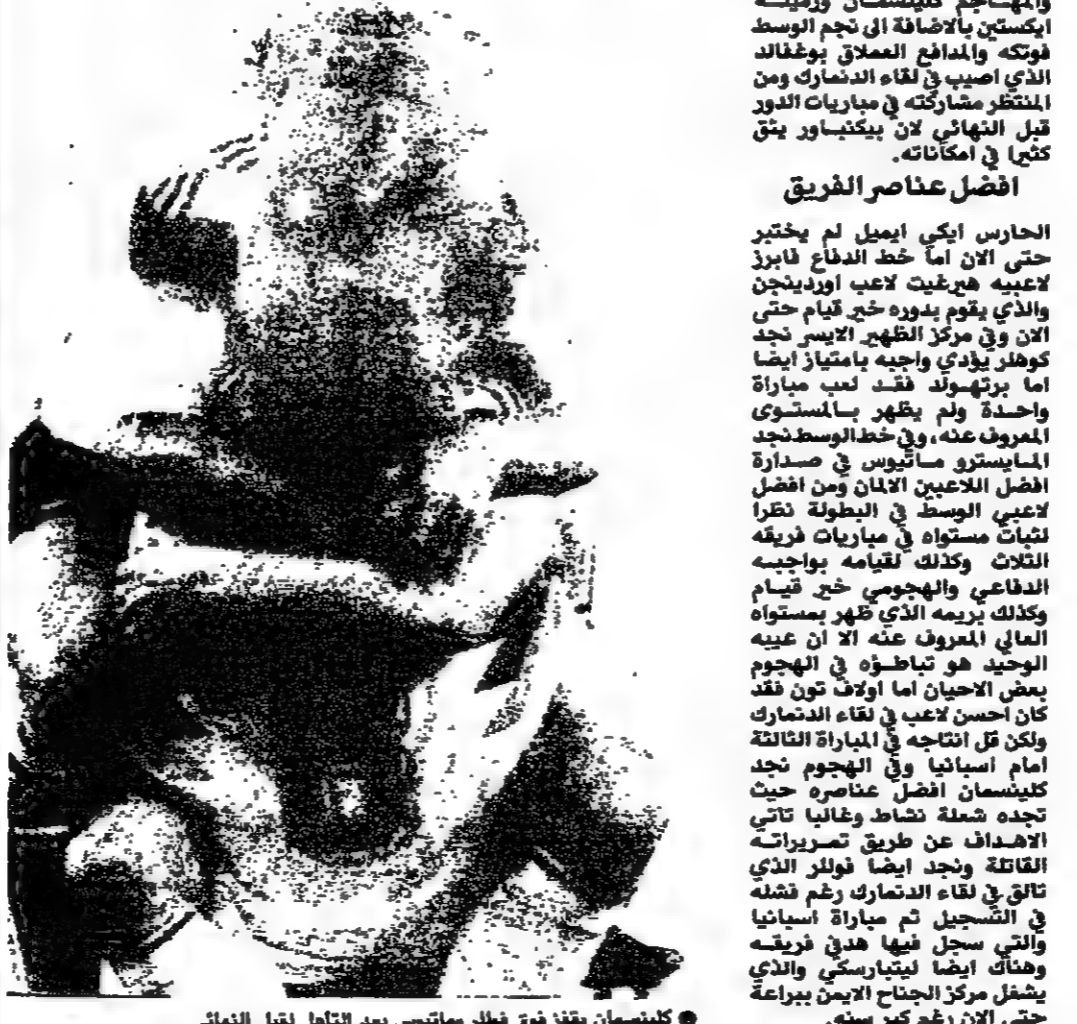 والمهاجم كلينسمان وزميله
ايكستين بالاضافة الى نجم الوسط
فوتكه والمدافع العملاق بوغفالد
الذي اصيب في لقاء الدنمارك ومن
المنتظر مشاركته في مباريات الدور
قبل النهائي لان بيكنباور يثق
كثيرا في امكاناته.
افضل عناصر الفريق
الحارس ايكي ايميل لم يختبر
حتى الان اما خط الدفاع فابرز
لاعبيه هيرغيت لاعب اوردينجن
والذي يقوم بدوره خير قيام حتى
الان وفي مركز الظهير الايسر نجد
كوهلر يؤدي واجبه بامتياز ايضا
اما برتهولد فقد لعب مباراة
واحدة ولم يظهر بالمستوى
المعروف عنه، وفي خط الوسط نجد
المايسترو ماتيوس في صدارة
افضل اللاعبين الالمان ومن افضل
لاعبي الوسط في البطولة نظرا
لثبات مستواه في مباريات فريقه
الثلاث وكذلك لقيامه بواجبه
الدفاعي والهجومي خير قيام
وكذلك بريمه الذي ظهر بمستواه
العالي المعروف عنه الا ان عيبه
الوحيد هو تباطؤه في الهجوم
بعض الاحيان اما اولاف تون فقد
كان احسن لاعب في لقاء الدنمارك
ولكن قل انتاجه في المباراة الثالثة
امام اسبانيا وفي الهجوم نجد
كلينسمان افضل عناصره حيث
تجده شعلة نشاط وغالبا تاتي
الاهداف عن طريق تمريراته
القاتلة ونجد ايضا فوللر الذي
تالق في لقاء الدنمارك رغم فشله
في التسجيل ثم مباراة اسبانيا
والتي سجل فيها هدفي فريقه
وهناك ايضا ليتبارسكي والذي
يشغل مركز الجناح الايمن ببراعة
حتى الان رغم كبر سنه.
● كلينسمان يقفز فوق فوللر وماتيوس بعد التأهل لقبل النهائي